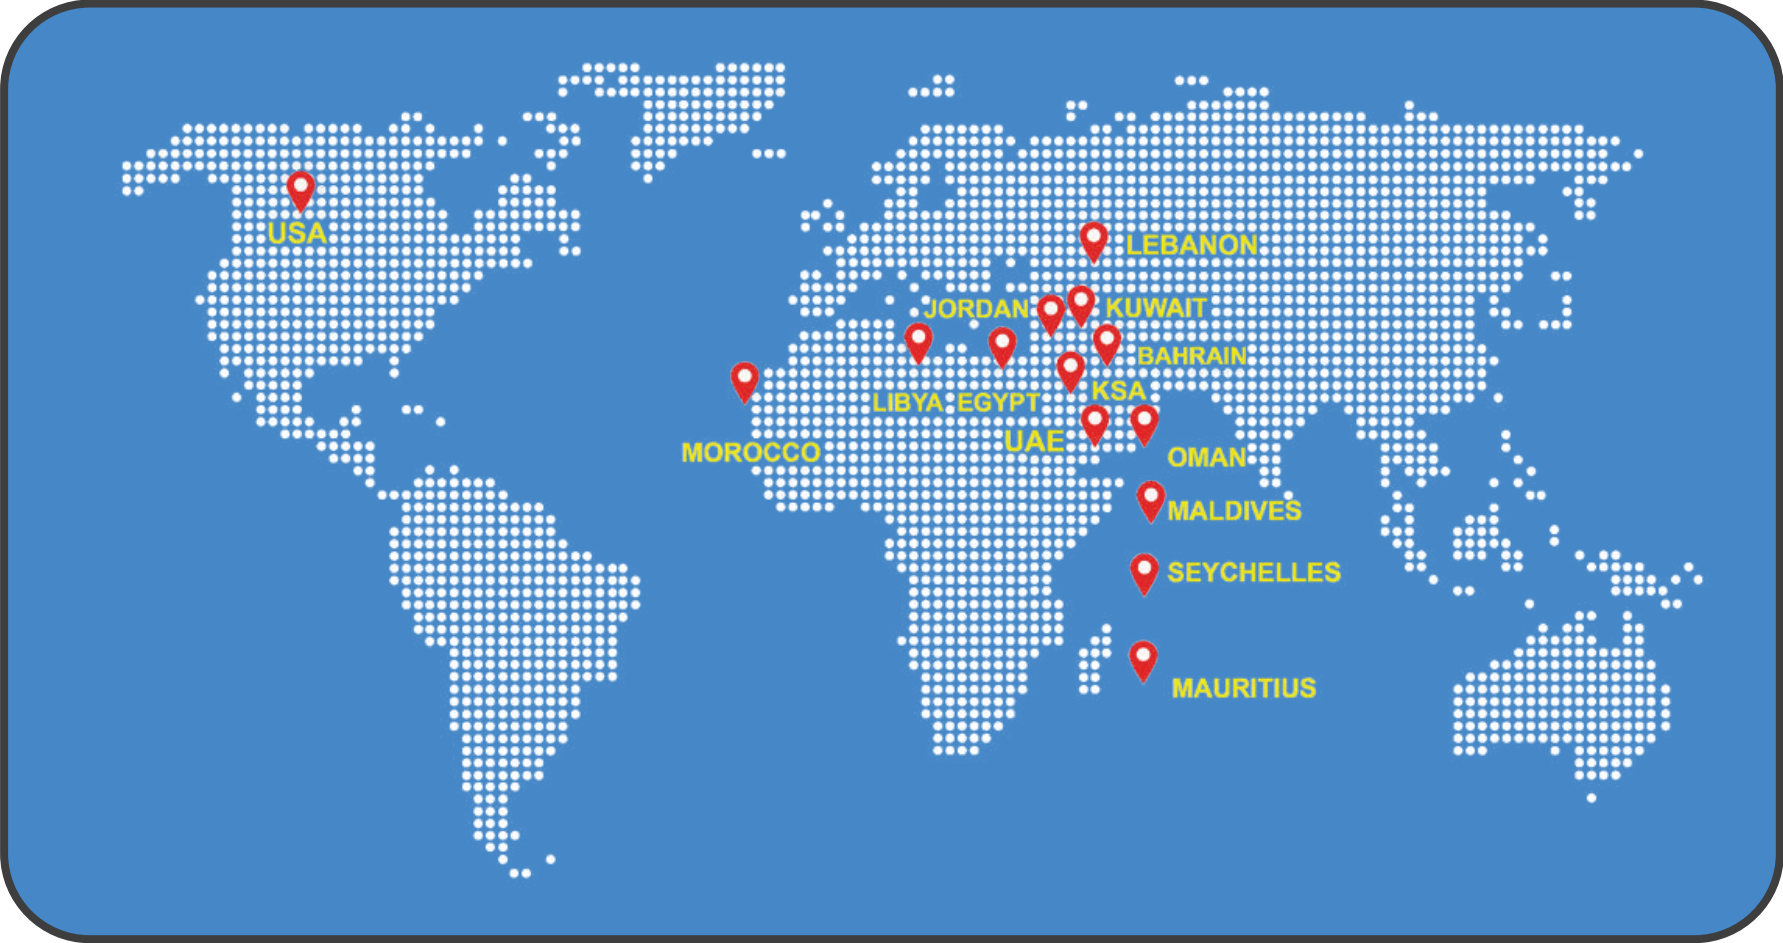 USA
LEBANON
JORDAN
KUWAIT
BAHRAIN
KSA
LIBYA
EGYPT
UAE
MOROCCO
OMAN
MALDIVES
SEYCHELLES
MAURITIUS